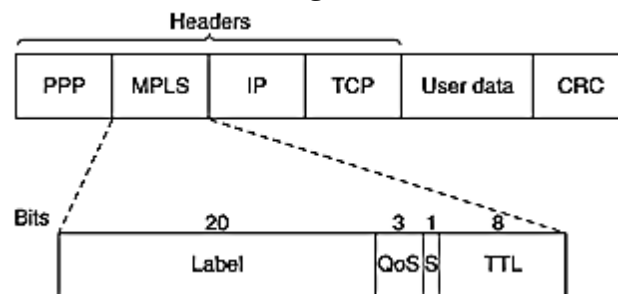 Headers
PPP MPLS IP TCP User data CRC
Bits 20 3 1 8
Label QoS S TTL